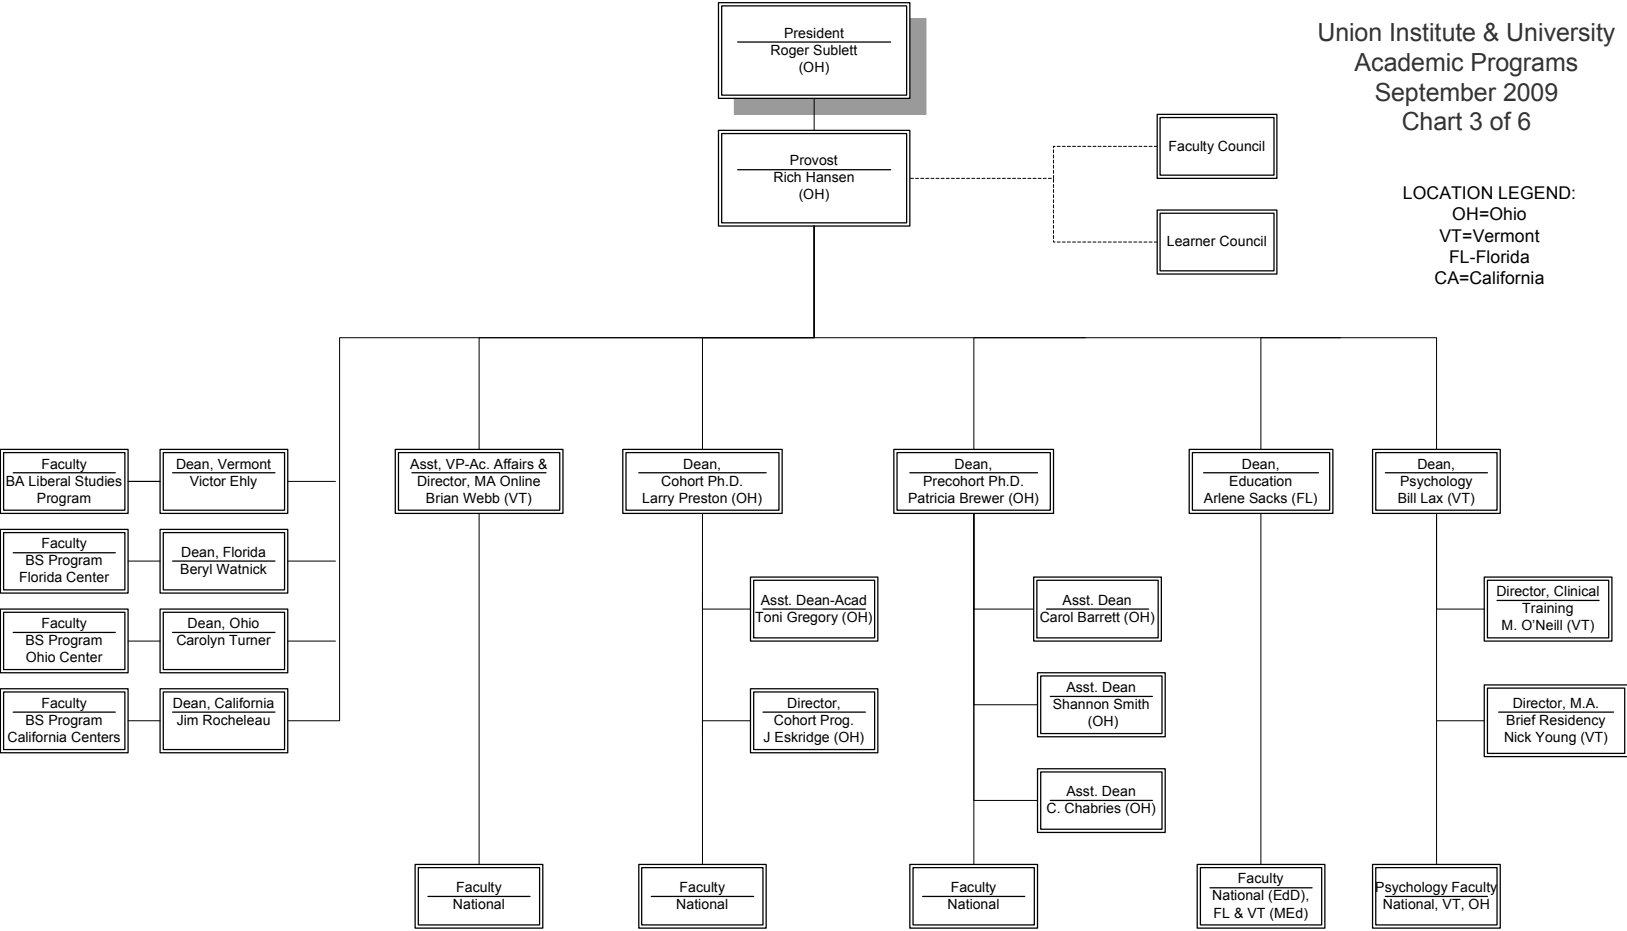 President
Roger Sublett
(OH)
Union Institute & University
Academic Programs
September 2009
Chart 3 of 6
Provost
Rich Hansen
(OH)
Faculty Council
Learner Council
LOCATION LEGEND:
OH=Ohio
VT=Vermont
FL-Florida
CA=California
Faculty
BA Liberal Studies
Program
Dean, Vermont
Victor Ehly
Faculty
BS Program
Florida Center
Dean, Florida
Beryl Watnick
Faculty
BS Program
Ohio Center
Dean, Ohio
Carolyn Turner
Faculty
BS Program
California Centers
Dean, California
Jim Rocheleau
Asst, VP-Ac. Affairs &
Director, MA Online
Brian Webb (VT)
Faculty
National
Dean,
Cohort Ph.D.
Larry Preston (OH)
Asst. Dean-Acad
Toni Gregory (OH)
Director,
Cohort Prog.
J Eskridge (OH)
Faculty
National
Dean,
Precohort Ph.D.
Patricia Brewer (OH)
Asst. Dean
Carol Barrett (OH)
Asst. Dean
Shannon Smith
(OH)
Asst. Dean
C. Chabries (OH)
Faculty
National
Dean,
Education
Arlene Sacks (FL)
Faculty
National (EdD),
FL & VT (MEd)
Dean,
Psychology
Bill Lax (VT)
Director, Clinical
Training
M. O’Neill (VT)
Director, M.A.
Brief Residency
Nick Young (VT)
Psychology Faculty
National, VT, OH